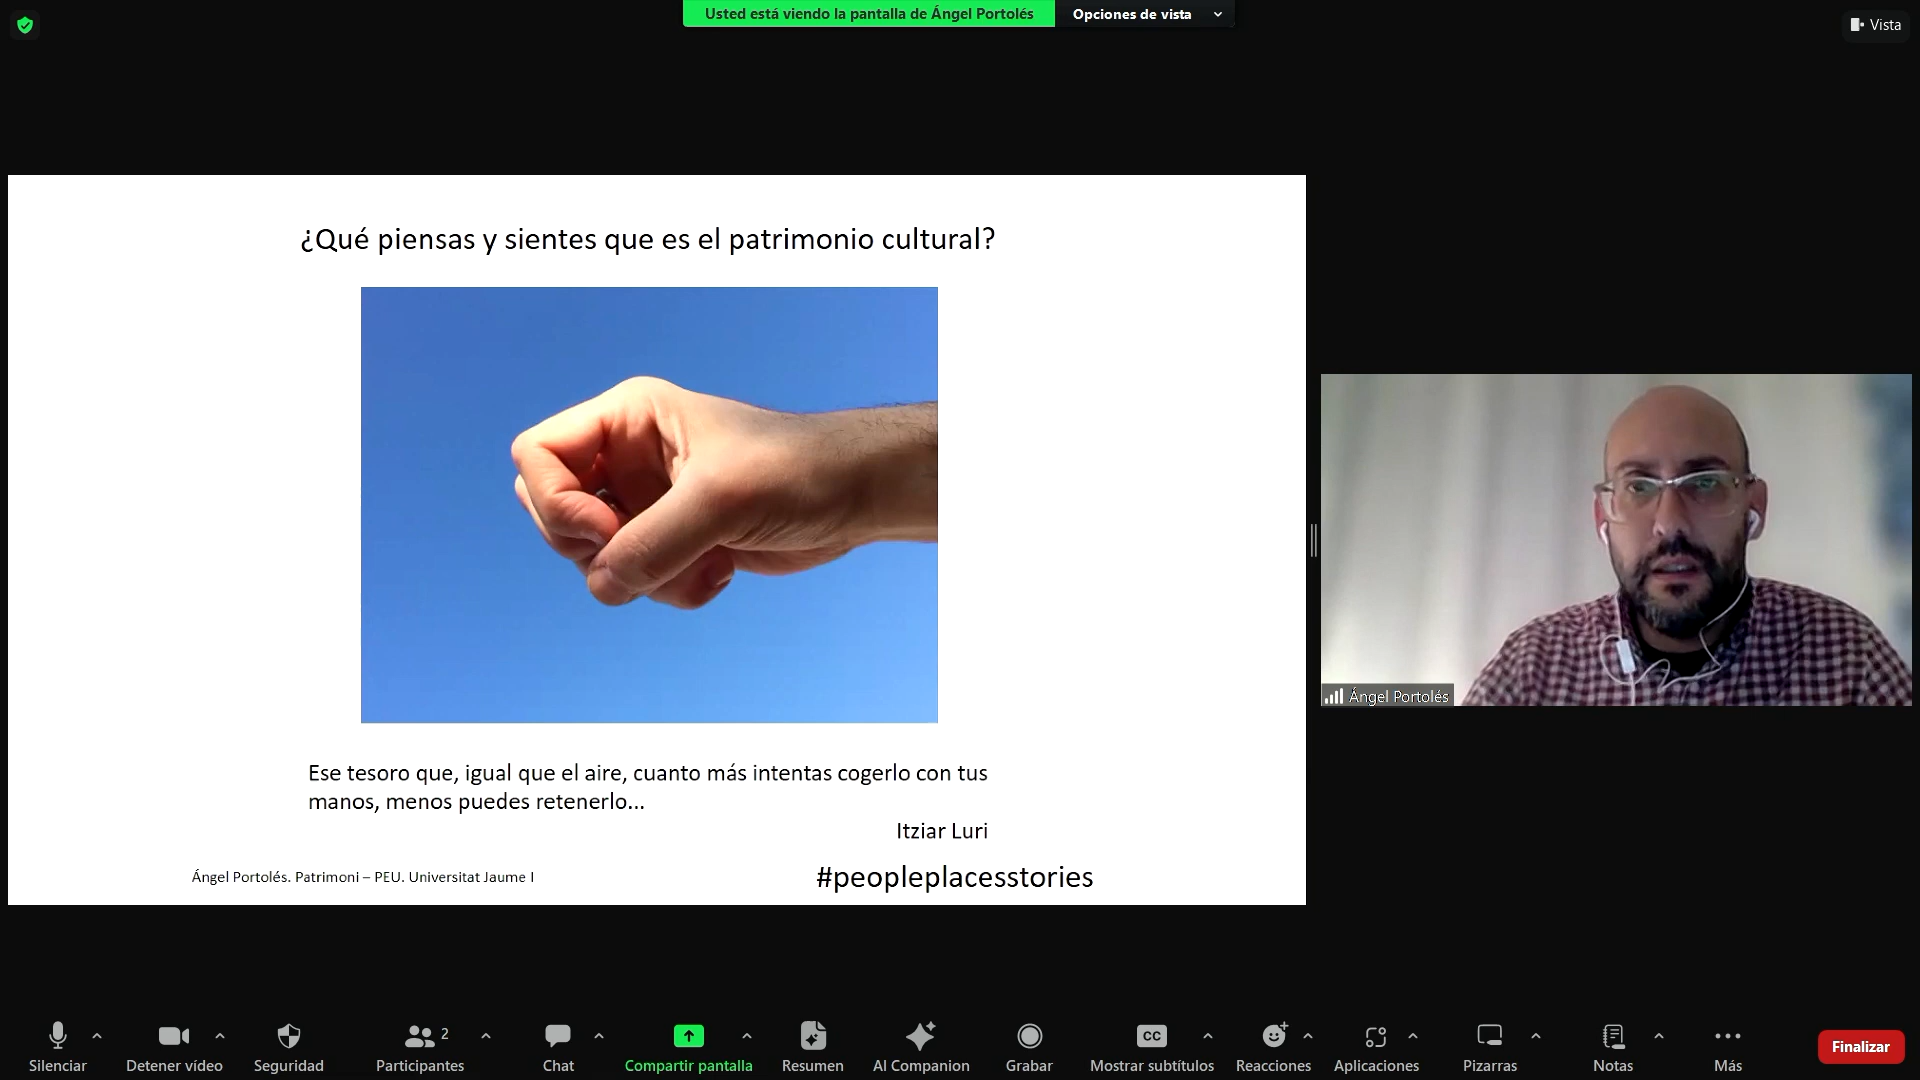 Usted está viendo la pantalla de Ángel Portolés
Opciones de vista
Vista
¿Qué piensas y sientes que es el patrimonio cultural?
Ese tesoro que, igual que el aire, cuanto más intentas cogerlo con tus
manos, menos puedes retenerlo...
Itziar Luri
Ángel Portolés. Patrimoni – PEU. Universitat Jaume I
#peopleplacesstories
Ángel Portolés
Silenciar
Detener vídeo
Seguridad
2
Participantes
Chat
Compartir pantalla
Resumen
AI Companion
Grabar
CC
Mostrar subtítulos
Reacciones
Aplicaciones
Pizarras
Notas
Más
Finalizar